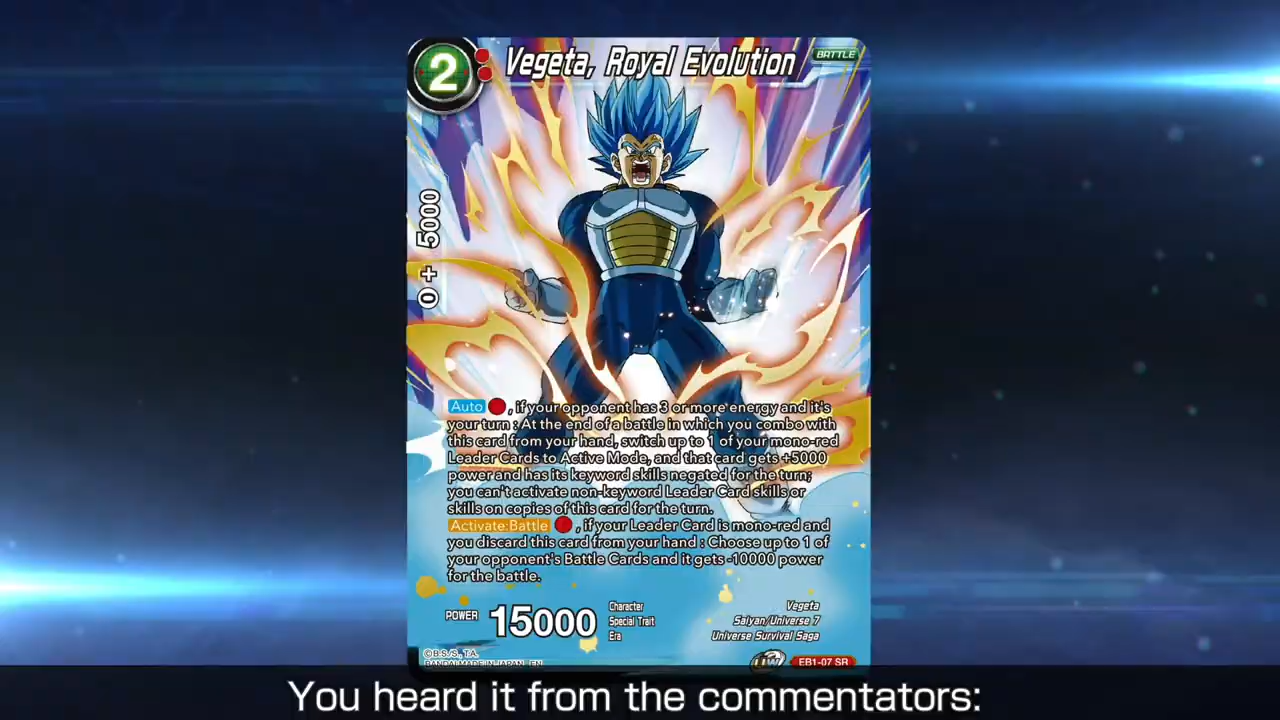 2
Vegeta, Royal Evolution
BATTLE
0 + 5000
Auto , if your opponent has 3 or more energy and it's
your turn : At the end of a battle in which you combo with
this card from your hand, switch up to 1 of your mono-red
Leader Cards to Active Mode, and that card gets +5000
power and has its keyword skills negated for the turn;
you can't activate non-keyword Leader Card skills or
skills on copies of this card for the turn.
Activate:Battle , if your Leader Card is mono-red and
you discard this card from your hand : Choose up to 1 of
your opponent's Battle Cards and it gets -10000 power
for the battle.
POWER 15000
Character Vegeta
Special Trait Saiyan/Universe 7
Era Universe Survival Saga
©B.S./S., T.A.
BANDAI MADE IN JAPAN EN
EB1-07 SR
You heard it from the commentators: